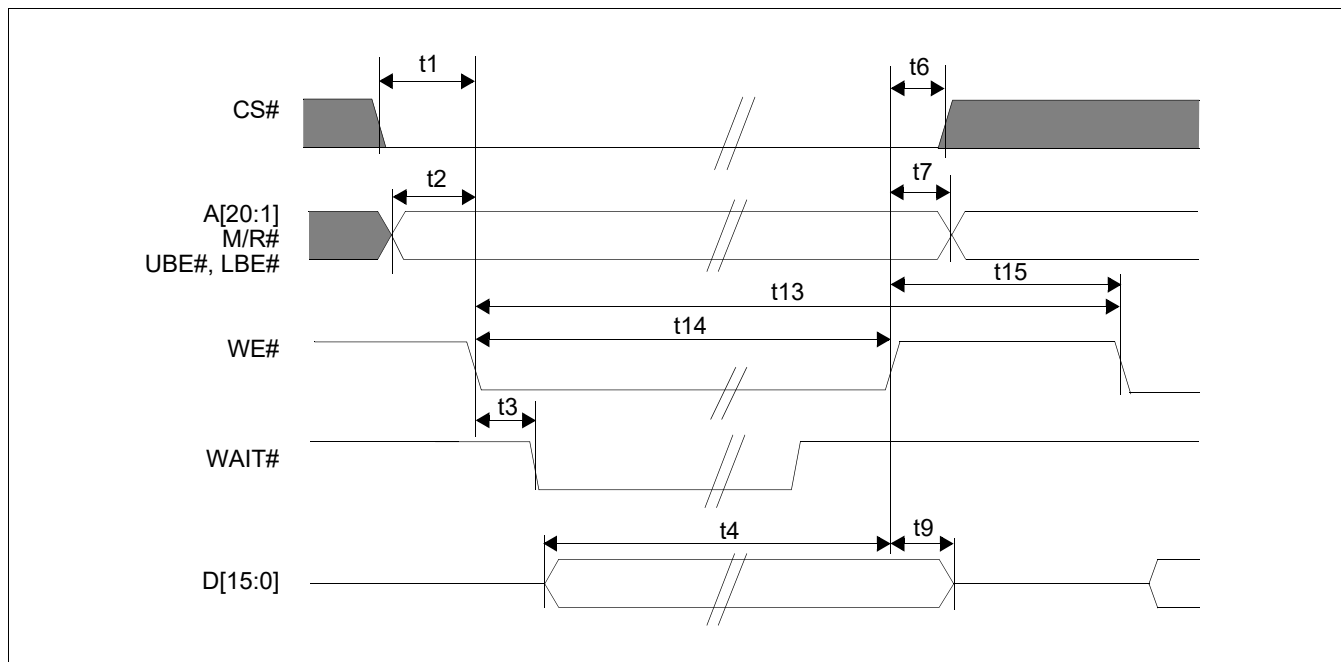 t1
t6
CS#
t2
t7
A[20:1]
M/R#
UBE#, LBE#
t15
t13
t14
WE#
t3
WAIT#
t4
t9
D[15:0]